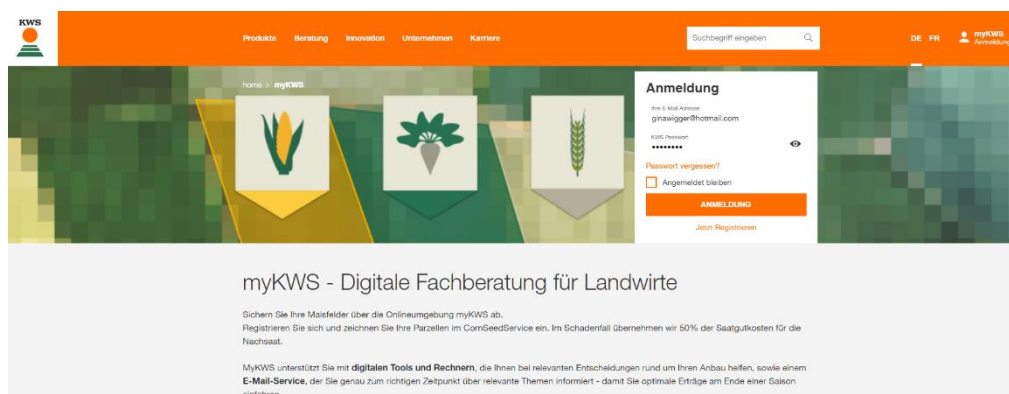 KWS
Produkte Beratung Innovation Unternehmen Karriere
Suchbegriff eingeben
DE FR
myKWS
Anmeldung
home > myKWS
Anmeldung
Ihre E-Mail Adresse
ginawigger@hotmail.com
KWS Passwort
••••••••
Passwort vergessen?
Angemeldet bleiben
ANMELDUNG
Jetzt Registrieren
myKWS - Digitale Fachberatung für Landwirte
Sichern Sie Ihre Maisfelder über die Onlineumgebung myKWS ab.
Registrieren Sie sich und zeichnen Sie Ihre Parzellen im CornSeedService ein. Im Schadenfall übernehmen wir 50% der Saatgutkosten für die
Nachsaat.
MyKWS unterstützt Sie mit digitalen Tools und Rechnern, die Ihnen bei relevanten Entscheidungen rund um Ihren Anbau helfen, sowie einem
E-Mail-Service, der Sie genau zum richtigen Zeitpunkt über relevante Themen informiert - damit Sie optimale Erträge am Ende einer Saison